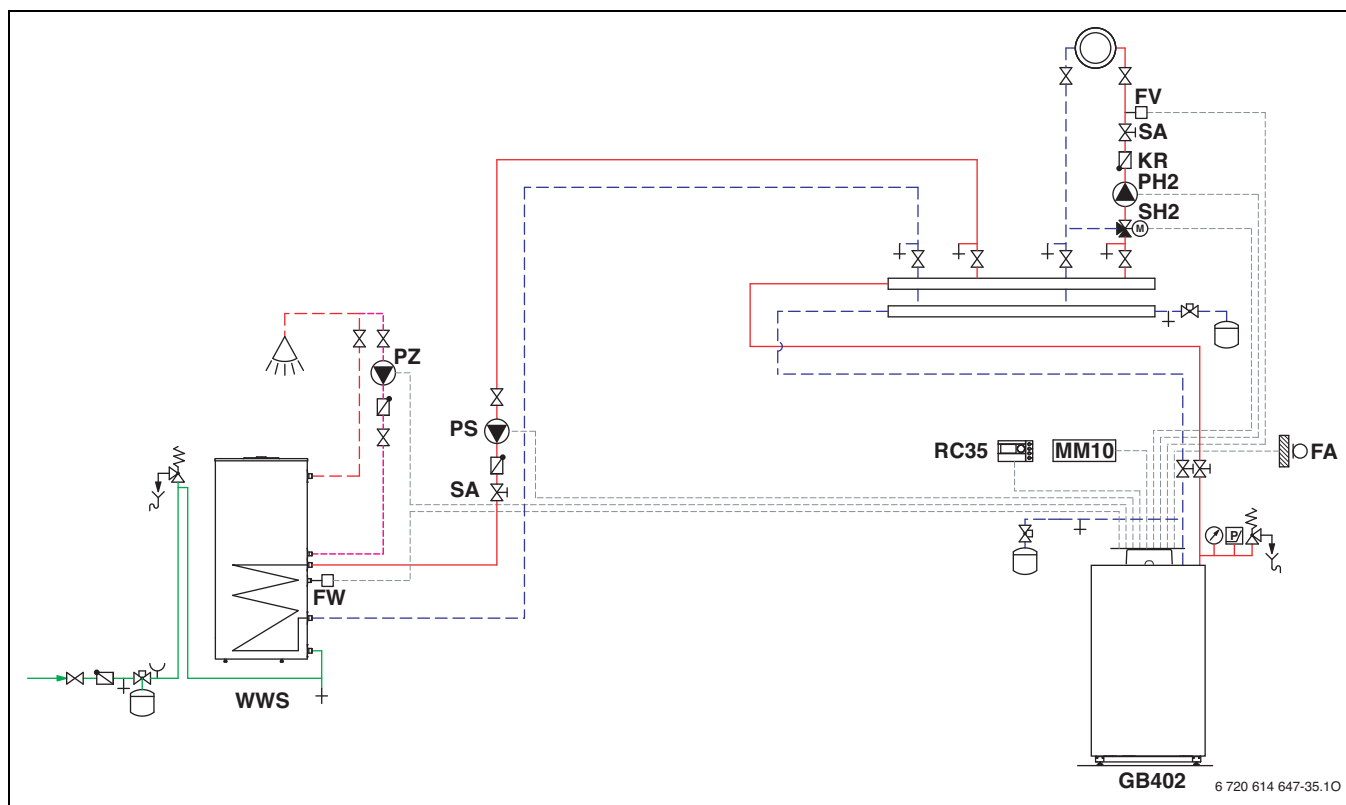 FV
SA
KR
PH2
SH2
M
PZ
PS
SA
RC35
MM10
FA
P
FW
WWS
GB402
6 720 614 647-35.1O